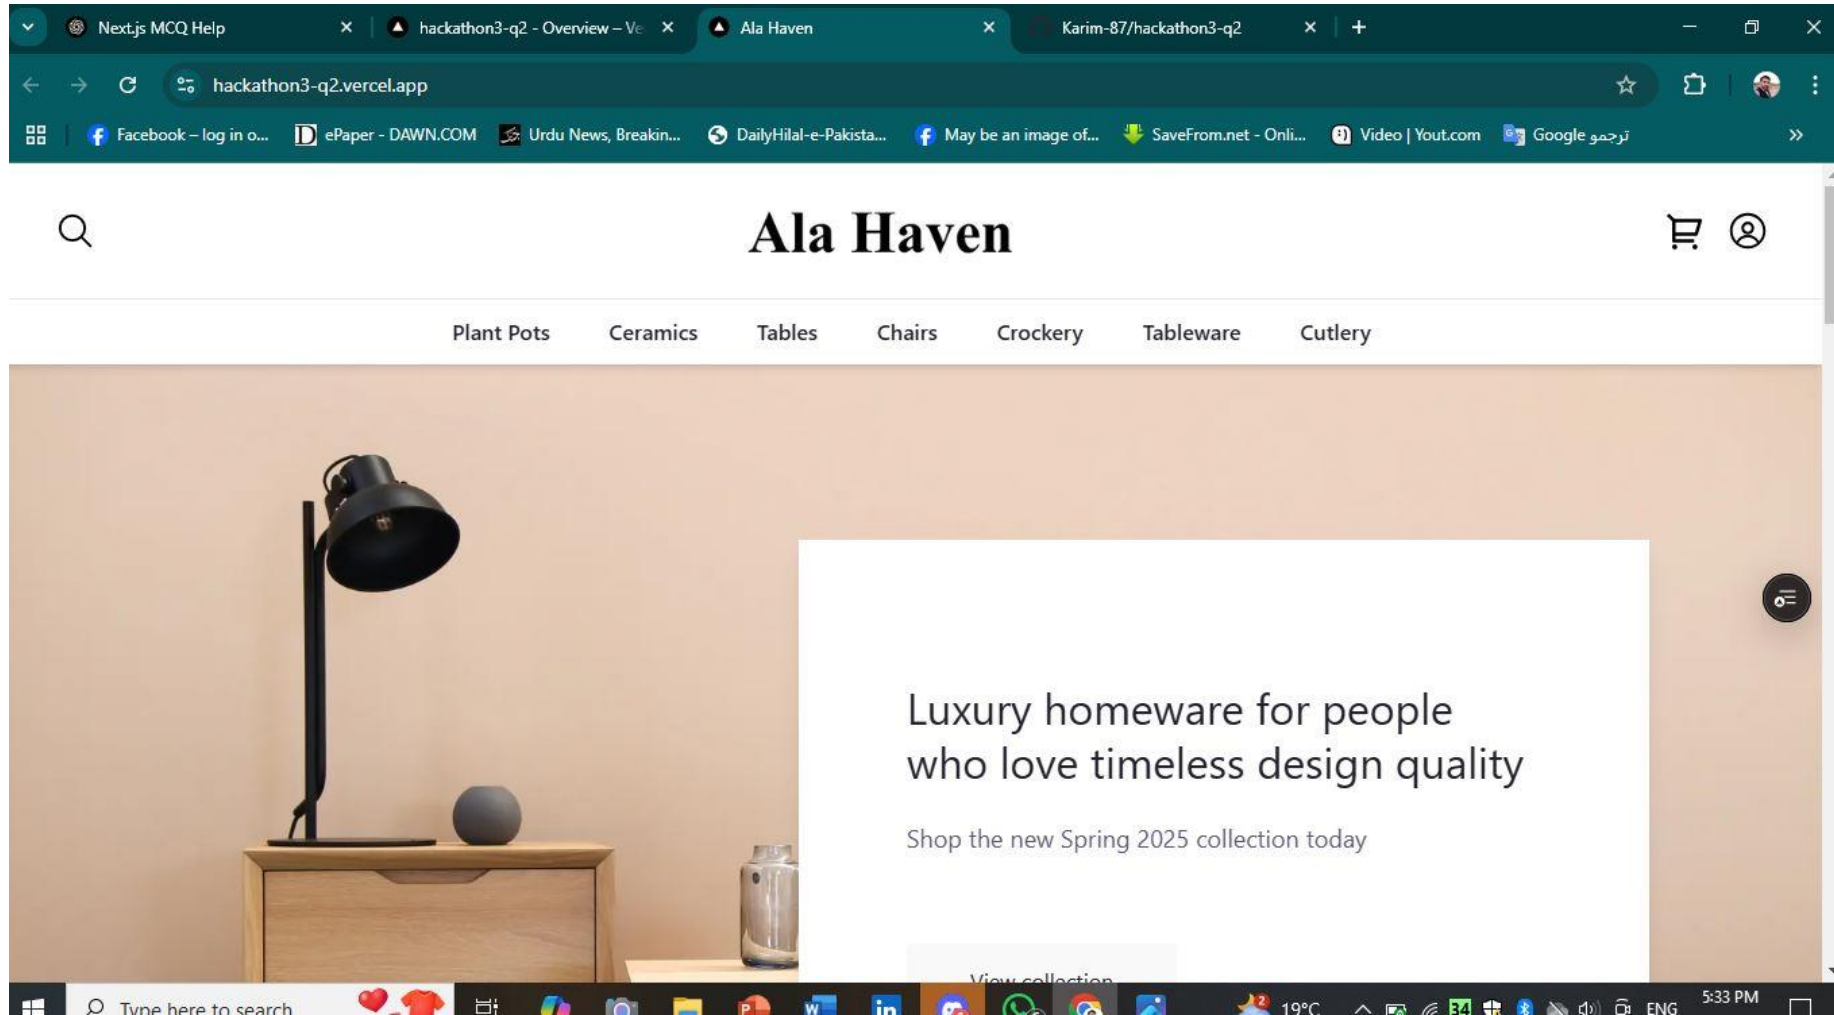 Next.js MCQ Help
hackathon3-q2 - Overview – Ve
Ala Haven
Karim-87/hackathon3-q2
hackathon3-q2.vercel.app
Facebook – log in o...
ePaper - DAWN.COM
Urdu News, Breakin...
DailyHilal-e-Pakista...
May be an image of...
SaveFrom.net - Onli...
Video | Yout.com
Google ترجمو
Ala Haven
Plant Pots Ceramics Tables Chairs Crockery Tableware Cutlery
Luxury homeware for people
who love timeless design quality
Shop the new Spring 2025 collection today
View collection
Type here to search
2
19°C
34
ENG
5:33 PM